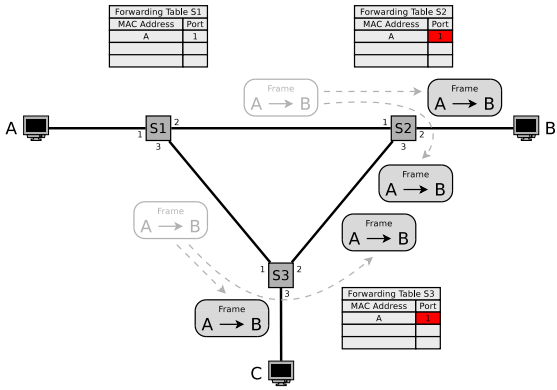 Forwarding Table S1
MAC Address Port
A 1
Forwarding Table S2
MAC Address Port
A 1
Frame
A B
Frame
A B
A
1
S1
2
3
1
S2
2
3
B
Frame
A B
Frame
A B
Frame
A B
1
S3
2
3
Frame
A B
Forwarding Table S3
MAC Address Port
A 1
C